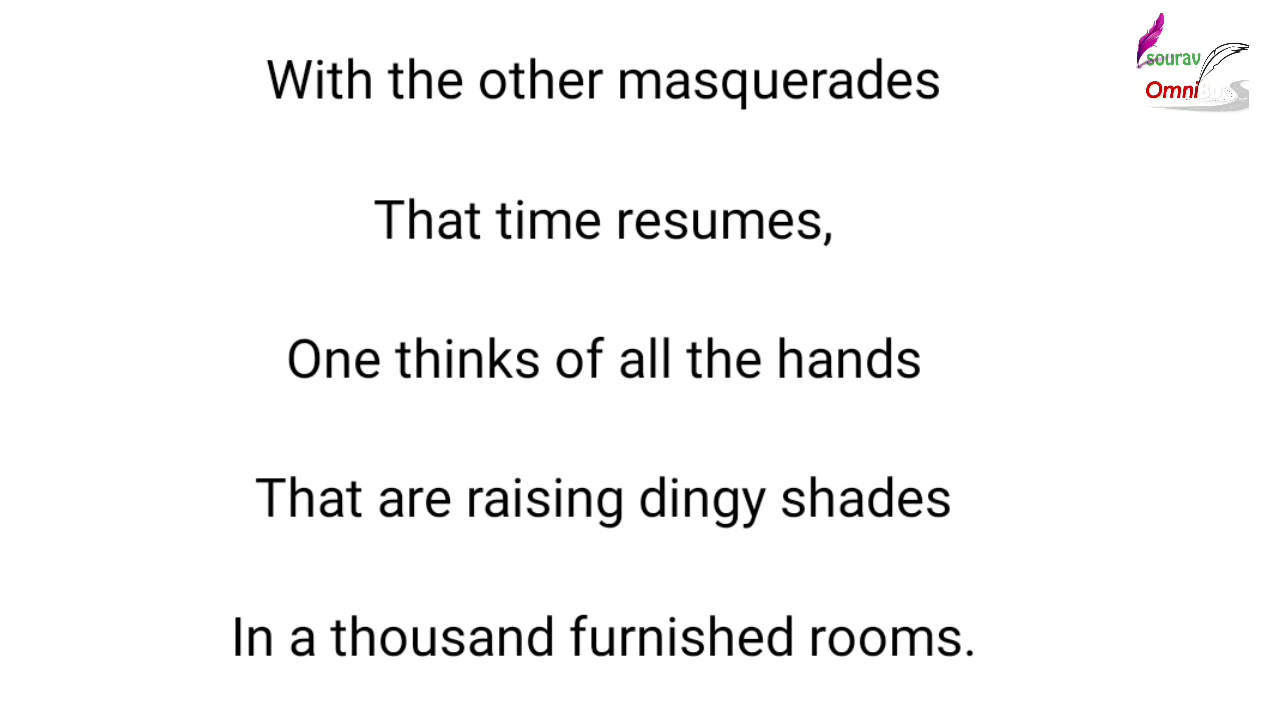 With the other masquerades
That time resumes,
One thinks of all the hands
That are raising dingy shades
In a thousand furnished rooms.
sourav
Omni